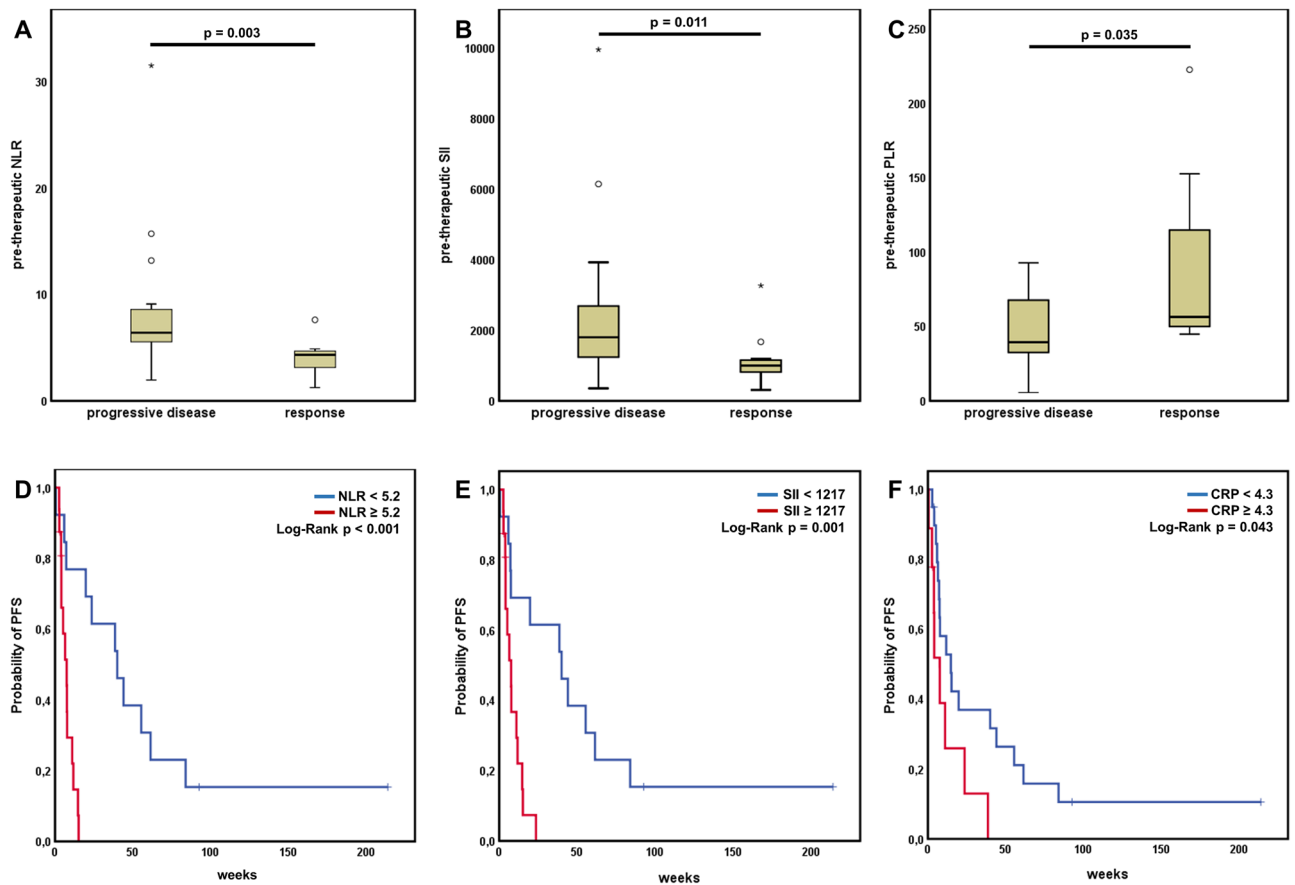 A
p = 0.003
pre-therapeutic NLR
30
20
10
0
progressive disease
response
B
p = 0.011
pre-therapeutic SII
10000
8000
6000
4000
2000
0
progressive disease
response
C
p = 0.035
pre-therapeutic PLR
250
200
150
100
50
0
progressive disease
response
D
NLR < 5.2
NLR ≥ 5.2
Log-Rank p < 0.001
Probability of PFS
1,0
0,8
0,6
0,4
0,2
0,0
0
50
100
150
200
weeks
E
SII < 1217
SII ≥ 1217
Log-Rank p = 0.001
Probability of PFS
1,0
0,8
0,6
0,4
0,2
0,0
0
50
100
150
200
weeks
F
CRP < 4.3
CRP ≥ 4.3
Log-Rank p = 0.043
Probability of PFS
1,0
0,8
0,6
0,4
0,2
0,0
0
50
100
150
200
weeks